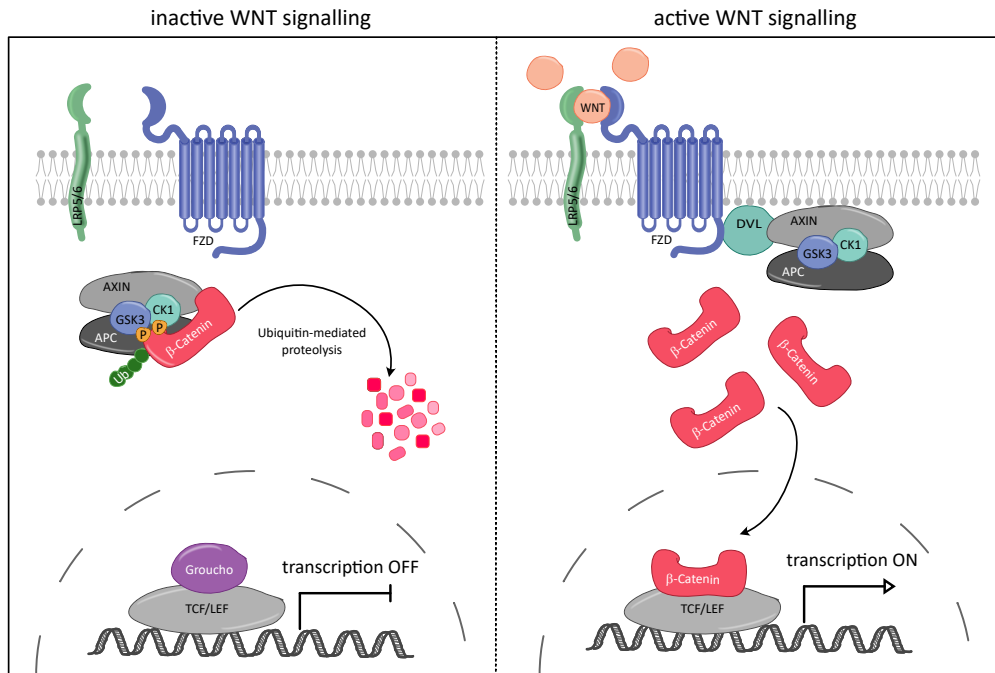 inactive WNT signalling
LRP5/6
FZD
AXIN
GSK3
CK1
P
P
APC
β-Catenin
Ub
Ubiquitin-mediated
proteolysis
Groucho
TCF/LEF
transcription OFF
active WNT signalling
WNT
LRP5/6
FZD
DVL
AXIN
GSK3
CK1
APC
β-Catenin
β-Catenin
β-Catenin
β-Catenin
TCF/LEF
transcription ON